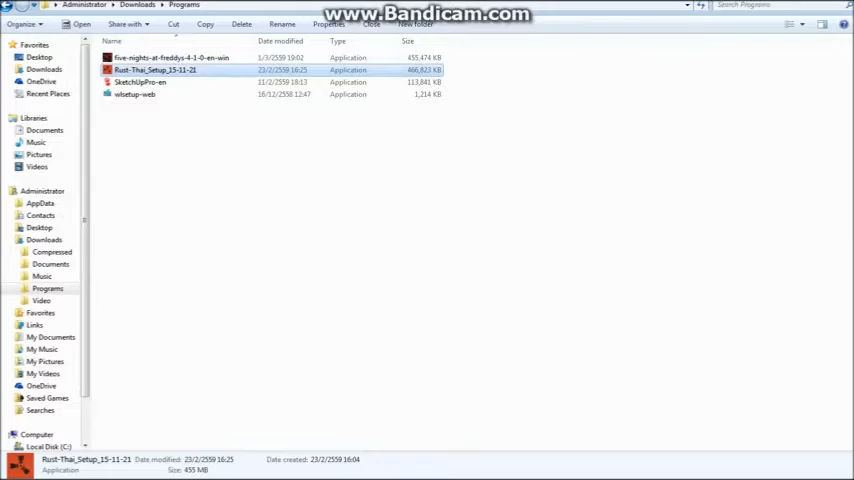 www.Bandicam.com
Administrator ▸ Downloads ▸ Programs
Search Programs
Organize
Open
Share with
Cut
Copy
Delete
Rename
Properties
Close
New folder
Name
Date modified
Type
Size
five-nights-at-freddys-4-1-0-en-win 1/3/2559 19:02 Application 455,474 KB
Rust-Thai_Setup_15-11-21 23/2/2559 16:25 Application 466,823 KB
SketchUpPro-en 11/2/2559 18:13 Application 113,841 KB
wlsetup-web 16/12/2558 12:47 Application 1,214 KB
Favorites
Desktop
Downloads
OneDrive
Recent Places
Libraries
Documents
Music
Pictures
Videos
Administrator
AppData
Contacts
Desktop
Downloads
Compressed
Documents
Music
Programs
Video
Favorites
Links
My Documents
My Music
My Pictures
My Videos
OneDrive
Saved Games
Searches
Computer
Local Disk (C:)
Rust-Thai_Setup_15-11-21 Date modified: 23/2/2559 16:25 Date created: 23/2/2559 16:04
Application Size: 455 MB